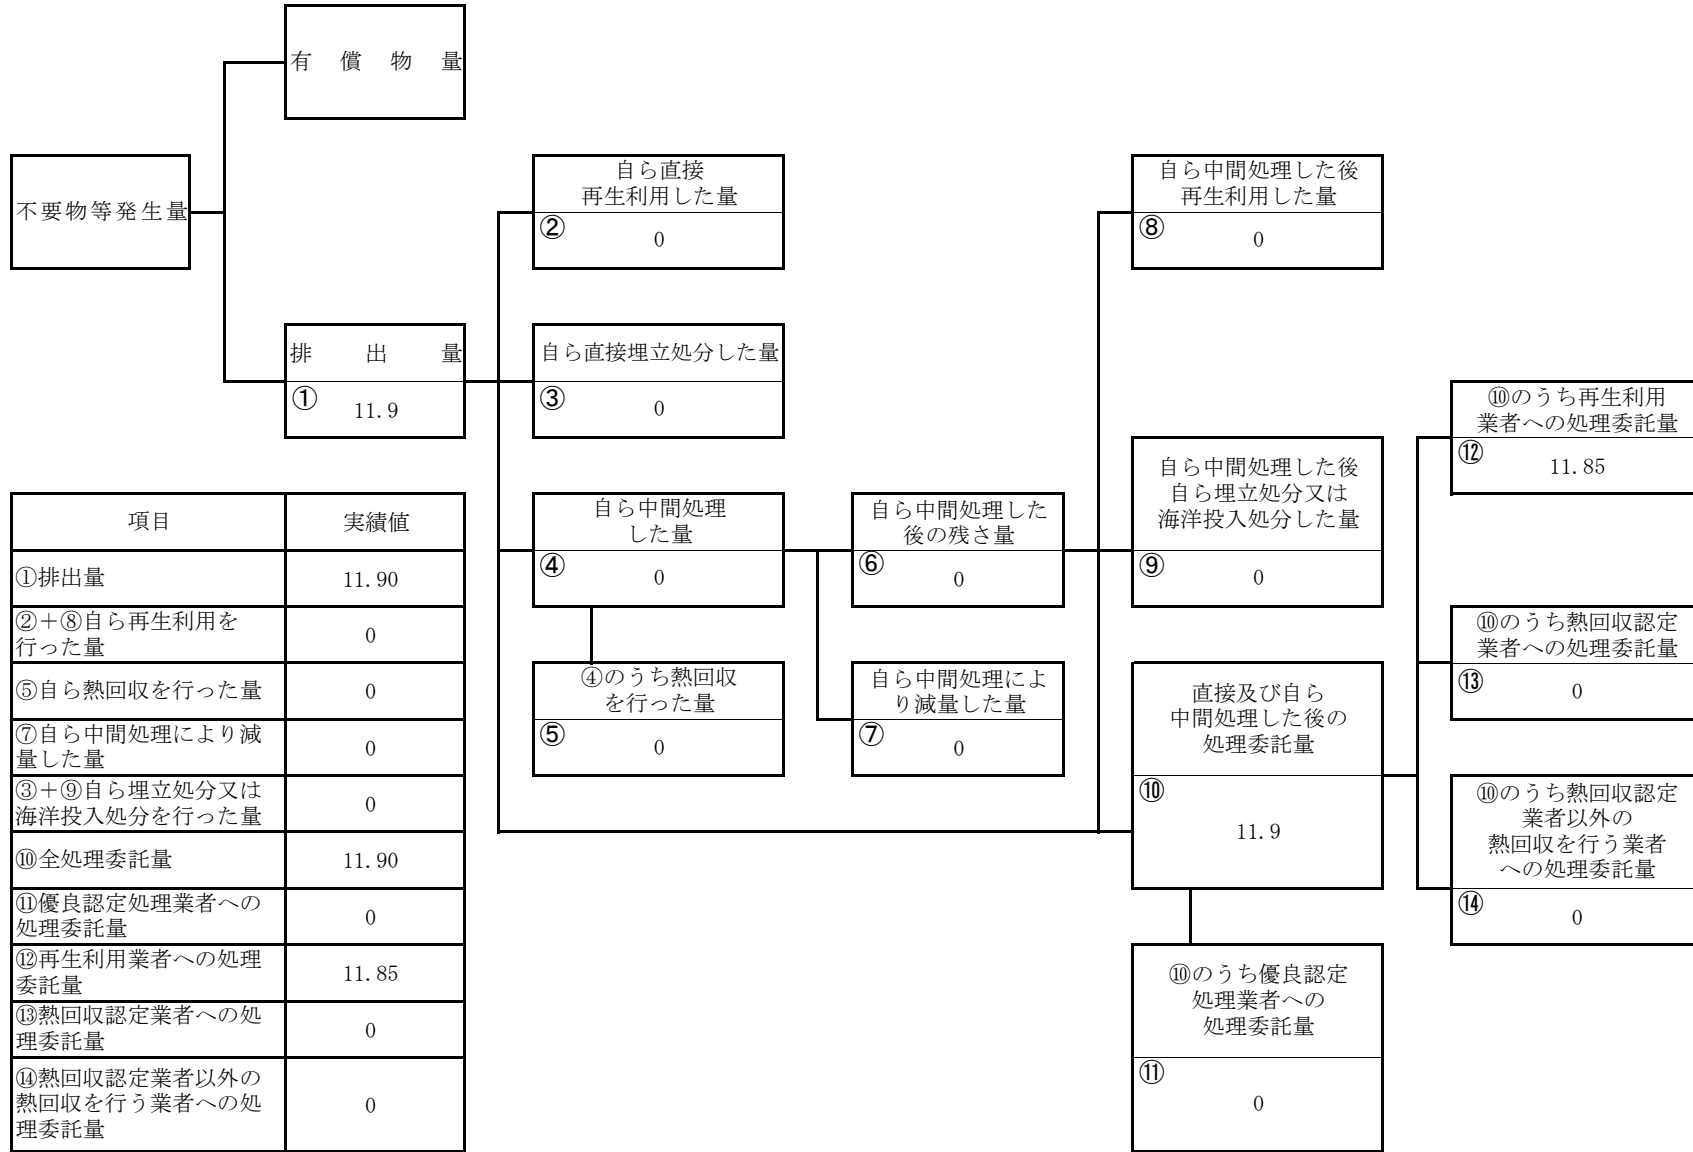 有償物量
不要物等発生量
排出量
①
11.9
自ら直接
再生利用した量
②
0
自ら直接埋立処分した量
③
0
自ら中間処理
した量
④
0
④のうち熱回収
を行った量
⑤
0
自ら中間処理した
後の残さ量
⑥
0
自ら中間処理によ
り減量した量
⑦
0
自ら中間処理した後
再生利用した量
⑧
0
自ら中間処理した後
自ら埋立処分又は
海洋投入処分した量
⑨
0
直接及び自ら
中間処理した後の
処理委託量
⑩
11.9
⑩のうち優良認定
処理業者への
処理委託量
⑪
0
⑩のうち再生利用
業者への処理委託量
⑫
11.85
⑩のうち熱回収認定
業者への処理委託量
⑬
0
⑩のうち熱回収認定
業者以外の
熱回収を行う業者
への処理委託量
⑭
0
項目 実績値
①排出量 11.90
②＋⑧自ら再生利用を
行った量 0
⑤自ら熱回収を行った量 0
⑦自ら中間処理により減
量した量 0
③＋⑨自ら埋立処分又は
海洋投入処分を行った量 0
⑩全処理委託量 11.90
⑪優良認定処理業者への
処理委託量 0
⑫再生利用業者への処理
委託量 11.85
⑬熱回収認定業者への処
理委託量 0
⑭熱回収認定業者以外の
熱回収を行う業者への処
理委託量 0